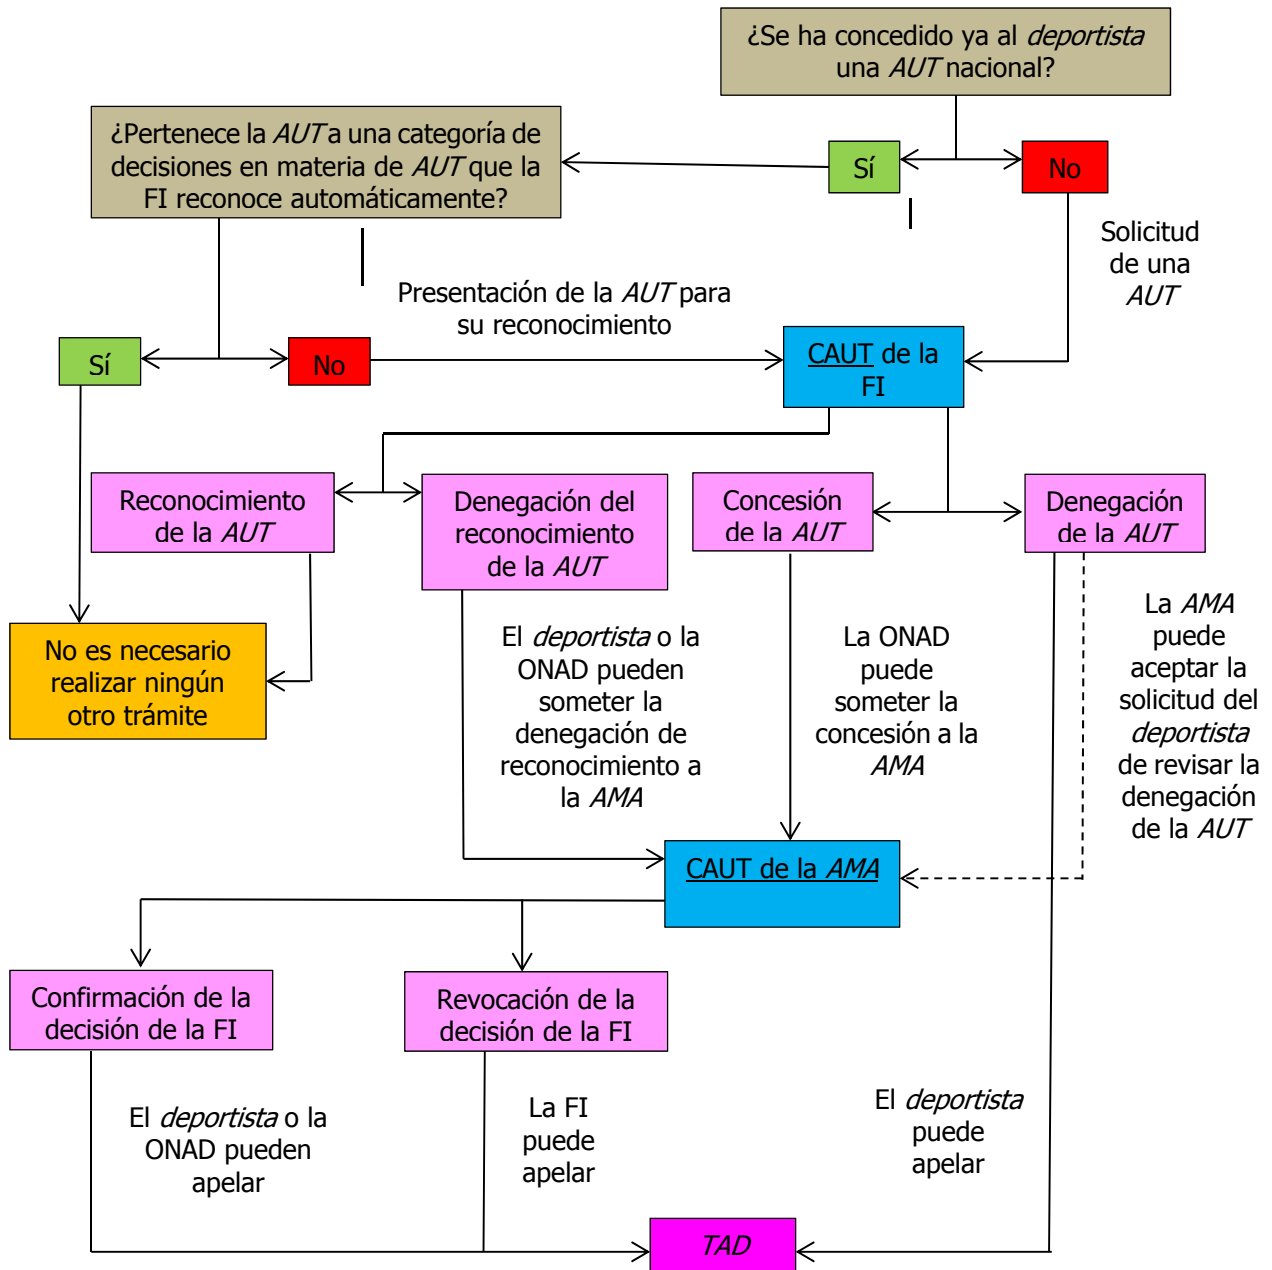 ¿Se ha concedido ya al deportista
una AUT nacional?
¿Pertenece la AUT a una categoría de
decisiones en materia de AUT que la
FI reconoce automáticamente?
Sí
No
Solicitud
de una
AUT
Presentación de la AUT para
su reconocimiento
Sí
No
CAUT de la
FI
Reconocimiento
de la AUT
Denegación del
reconocimiento
de la AUT
Concesión
de la AUT
Denegación
de la AUT
No es necesario
realizar ningún
otro trámite
El deportista o la
ONAD pueden
someter la
denegación de
reconocimiento a
la AMA
La ONAD
puede
someter la
concesión a la
AMA
La AMA
puede
aceptar la
solicitud del
deportista
de revisar la
denegación
de la AUT
CAUT de la AMA
Confirmación de la
decisión de la FI
Revocación de la
decisión de la FI
El deportista o la
ONAD pueden
apelar
La FI
puede
apelar
El deportista
puede
apelar
TAD